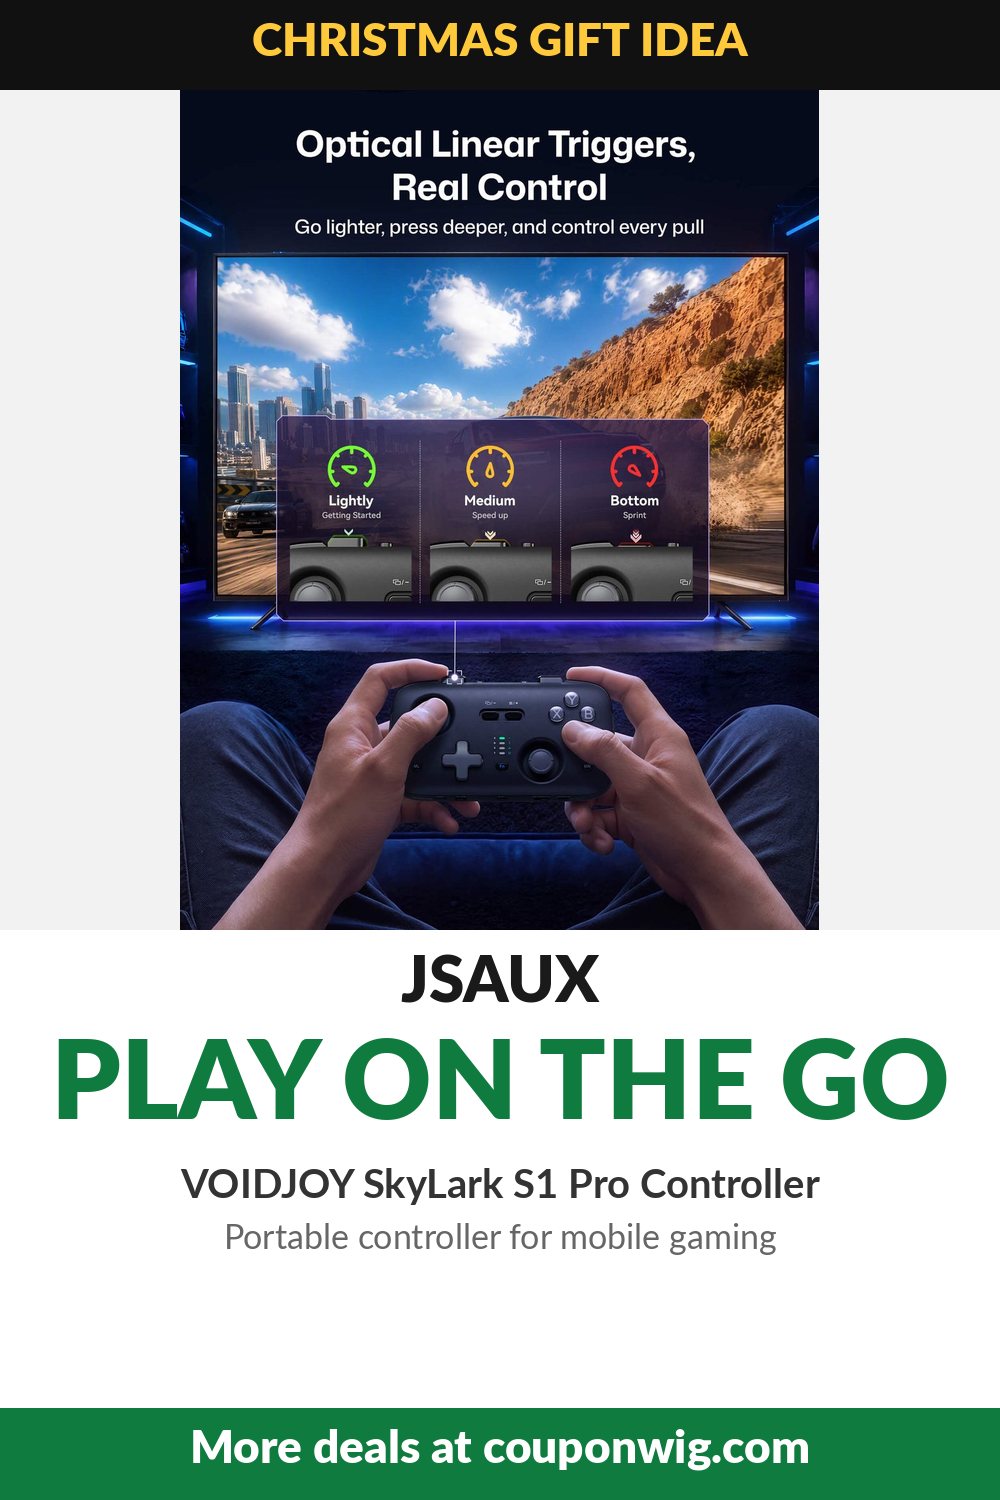 CHRISTMAS GIFT IDEA
Optical Linear Triggers,
Real Control
Go lighter, press deeper, and control every pull
Lightly
Getting Started
Medium
Speed up
Bottom
Sprint
Y
X
B
JSAUX
PLAY ON THE GO
VOIDJOY SkyLark S1 Pro Controller
Portable controller for mobile gaming
More deals at couponwig.com